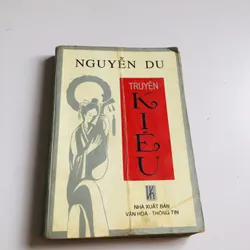 NGUYỄN DU
TRUYỆN
KIỀU
NHÀ XUẤT BẢN
VĂN HÓA - THÔNG TIN